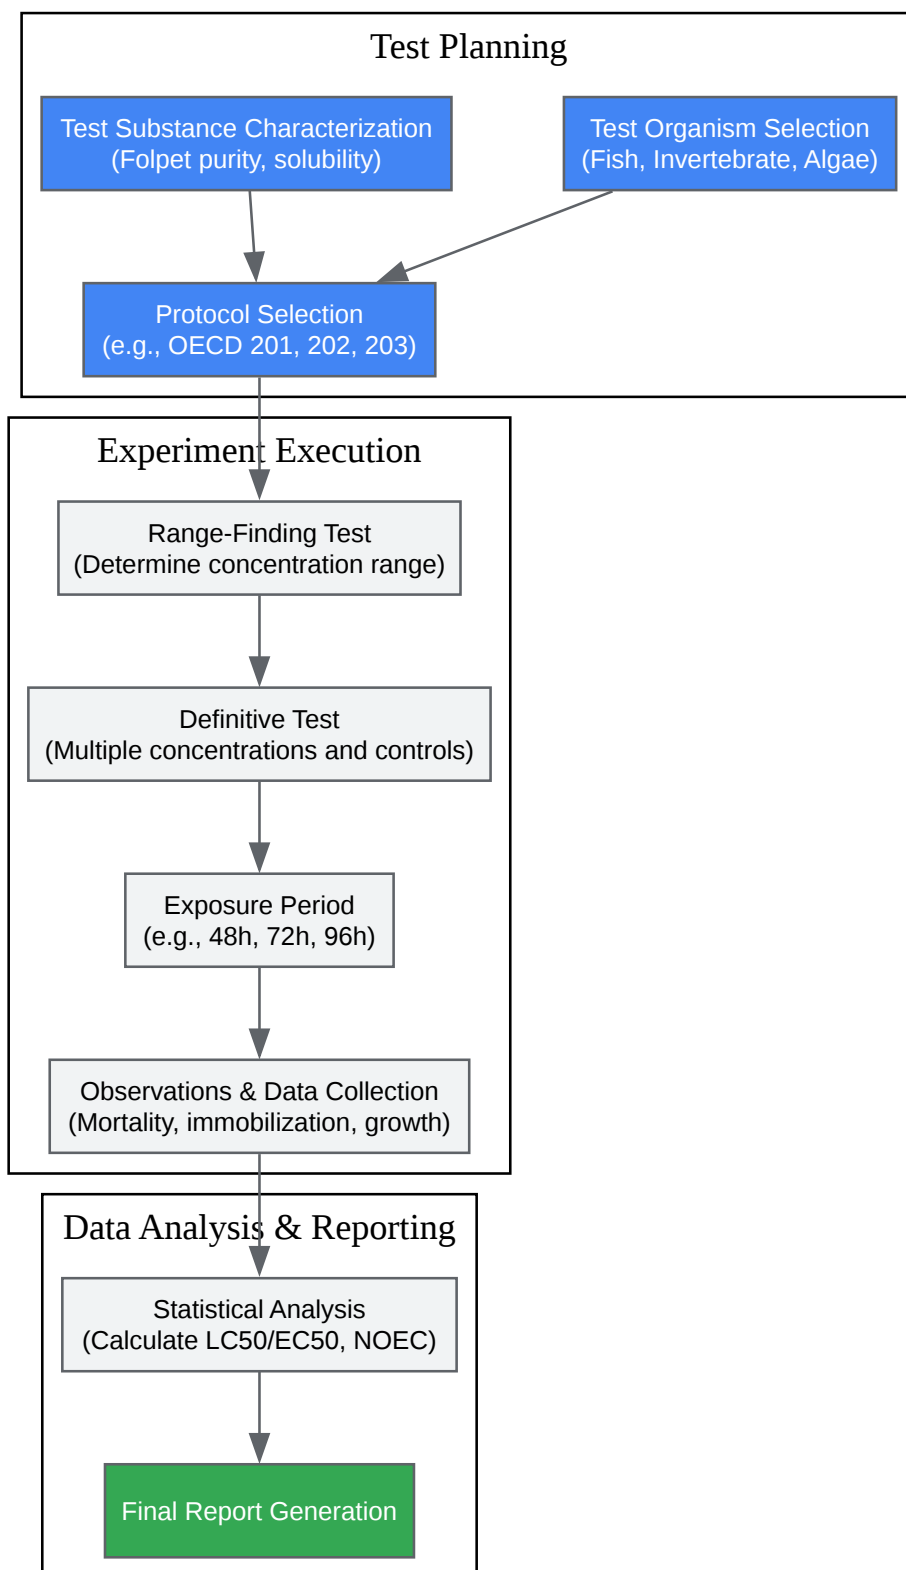 Test Planning
Test Substance Characterization
(Folpet purity, solubility)
Test Organism Selection
(Fish, Invertebrate, Algae)
Protocol Selection
(e.g., OECD 201, 202, 203)
Experiment Execution
Range-Finding Test
(Determine concentration range)
Definitive Test
(Multiple concentrations and controls)
Exposure Period
(e.g., 48h, 72h, 96h)
Observations & Data Collection
(Mortality, immobilization, growth)
Data Analysis & Reporting
Statistical Analysis
(Calculate LC50/EC50, NOEC)
Final Report Generation